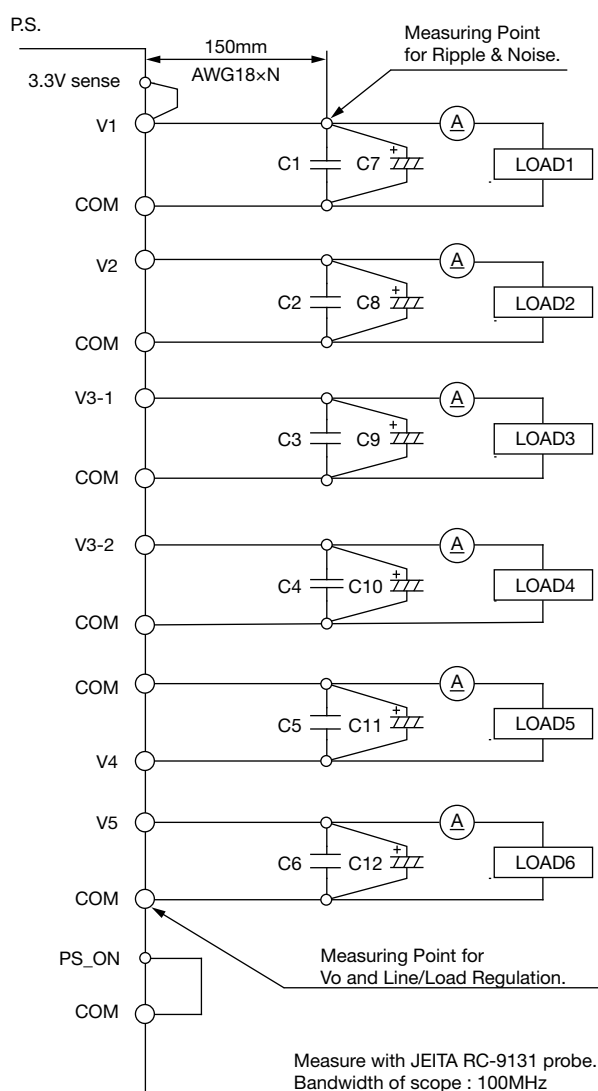 P.S.
Measuring Point
for Ripple & Noise.
150mm
AWG18×N
3.3V sense
V1
A
C1
C7
+
LOAD1
COM
V2
A
C2
C8
+
LOAD2
COM
V3-1
A
C3
C9
+
LOAD3
COM
V3-2
A
C4
C10
+
LOAD4
COM
COM
A
C5
C11
+
LOAD5
V4
V5
A
C6
C12
+
LOAD6
COM
PS_ON
COM
Measuring Point for
Vo and Line/Load Regulation.
Measure with JEITA RC-9131 probe.
Bandwidth of scope : 100MHz